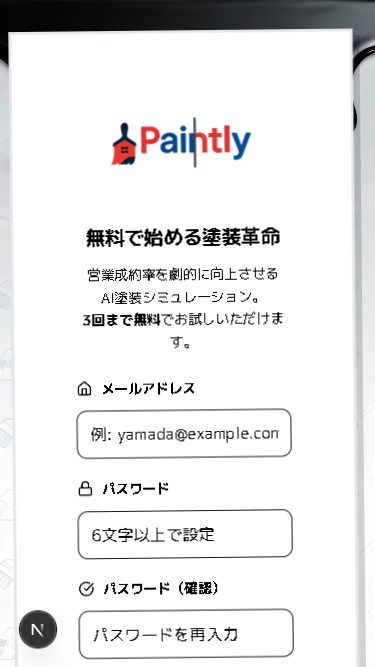 Paintly
無料で始める塗装革命
営業成約率を劇的に向上させる
AI塗装シミュレーション。
3回まで無料でお試しいただけま
す。
メールアドレス
例: yamada@example.com
パスワード
6文字以上で設定
パスワード（確認）
N
パスワードを再入力